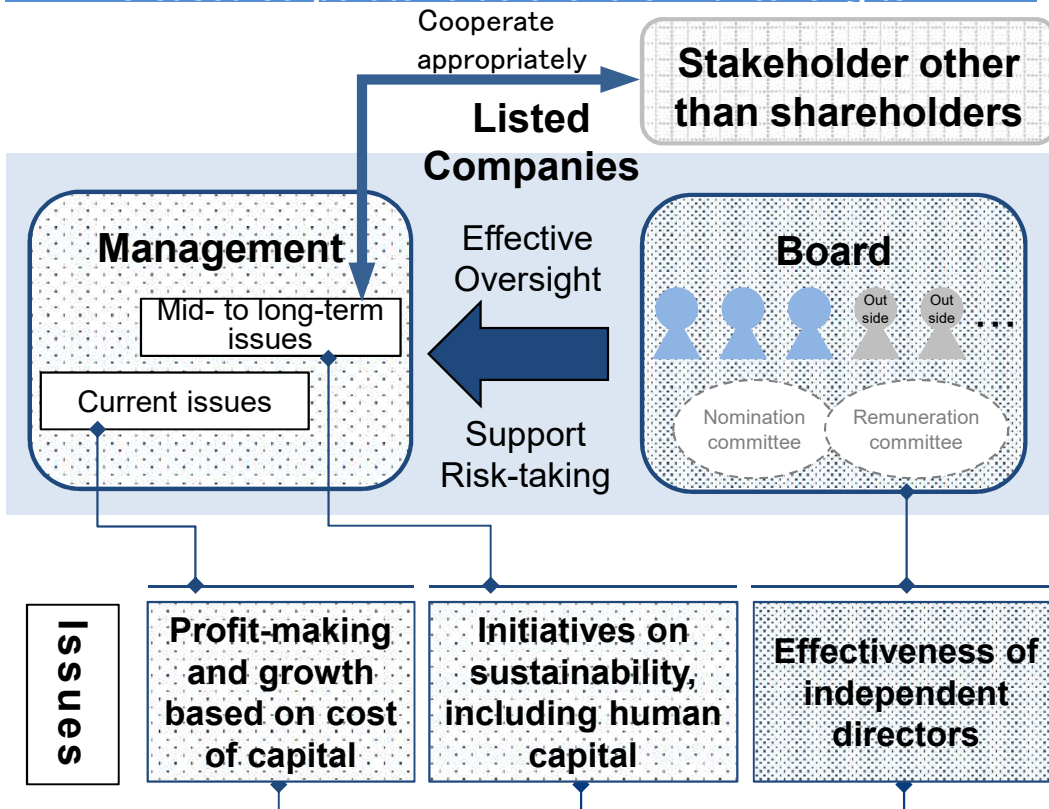 Cooperate
appropriately
Stakeholder other
than shareholders
Listed
Companies
Management
Mid- to long-term
issues
Current issues
Effective
Oversight
Support
Risk-taking
Board
Out
side
Out
side
...
Nomination
committee
Remuneration
committee
Issues
Profit-making
and growth
based on cost
of capital
Initiatives on
sustainability,
including human
capital
Effectiveness of
independent
directors